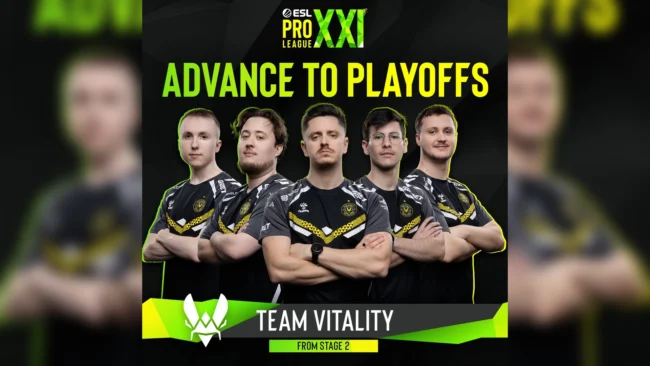 ESL
PRO
LEAGUE
XXI
ADVANCE TO PLAYOFFS
TEAM VITALITY
FROM STAGE 2